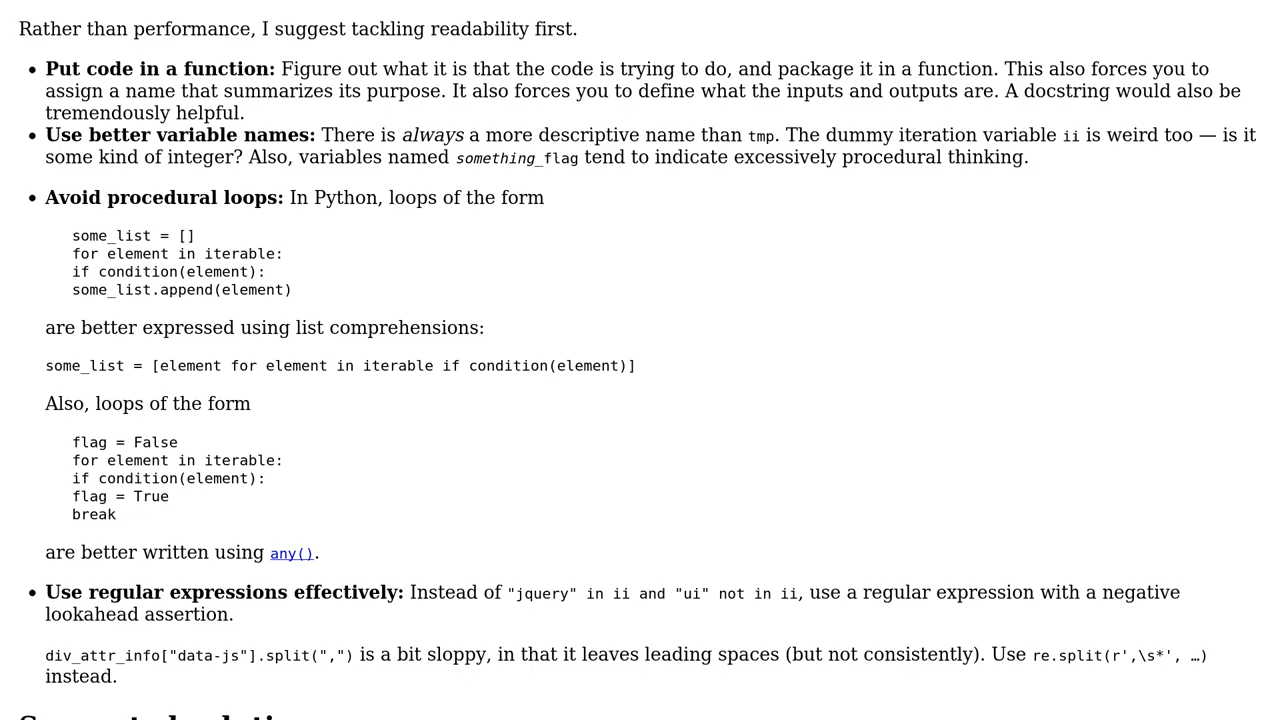 Rather than performance, I suggest tackling readability first.
• Put code in a function: Figure out what it is that the code is trying to do, and package it in a function. This also forces you to
assign a name that summarizes its purpose. It also forces you to define what the inputs and outputs are. A docstring would also be
tremendously helpful.
• Use better variable names: There is always a more descriptive name than tmp. The dummy iteration variable ii is weird too — is it
some kind of integer? Also, variables named something_flag tend to indicate excessively procedural thinking.
• Avoid procedural loops: In Python, loops of the form
some_list = []
for element in iterable:
if condition(element):
some_list.append(element)
are better expressed using list comprehensions:
some_list = [element for element in iterable if condition(element)]
Also, loops of the form
flag = False
for element in iterable:
if condition(element):
flag = True
break
are better written using any().
• Use regular expressions effectively: Instead of "jquery" in ii and "ui" not in ii, use a regular expression with a negative
lookahead assertion.
div_attr_info["data-js"].split(",") is a bit sloppy, in that it leaves leading spaces (but not consistently). Use re.split(r',\s*', …)
instead.